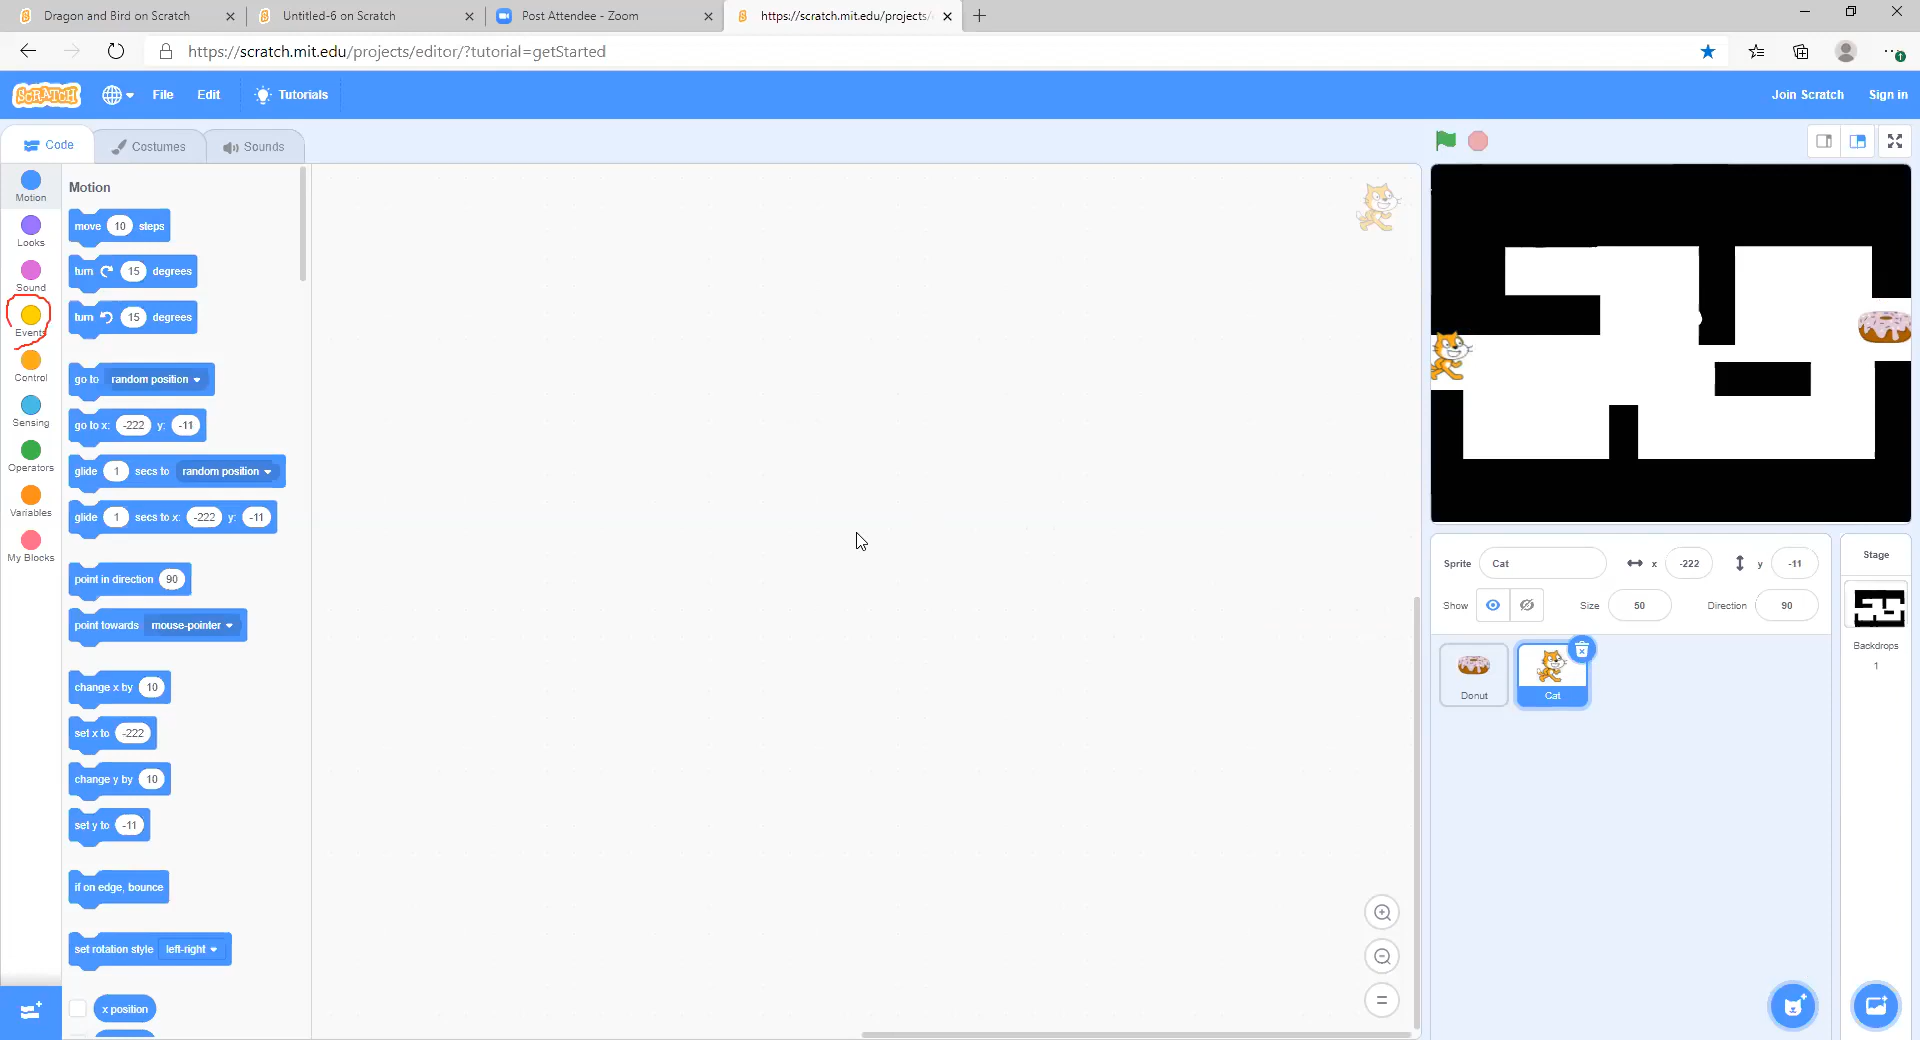 Dragon and Bird on Scratch
Untitled-6 on Scratch
Post Attendee - Zoom
https://scratch.mit.edu/projects/
https://scratch.mit.edu/projects/editor/?tutorial=getStarted
SCRATCH
File
Edit
Tutorials
Join Scratch
Sign in
Code
Costumes
Sounds
Motion
Looks
Sound
Events
Control
Sensing
Operators
Variables
My Blocks
Motion
move 10 steps
turn 15 degrees
turn 15 degrees
go to random position
go to x: -222 y: -11
glide 1 secs to random position
glide 1 secs to x: -222 y: -11
point in direction 90
point towards mouse-pointer
change x by 10
set x to -222
change y by 10
set y to -11
if on edge, bounce
set rotation style left-right
x position
Sprite Cat x -222 y -11
Show Size 50 Direction 90
Donut
Cat
Stage
Backdrops
1